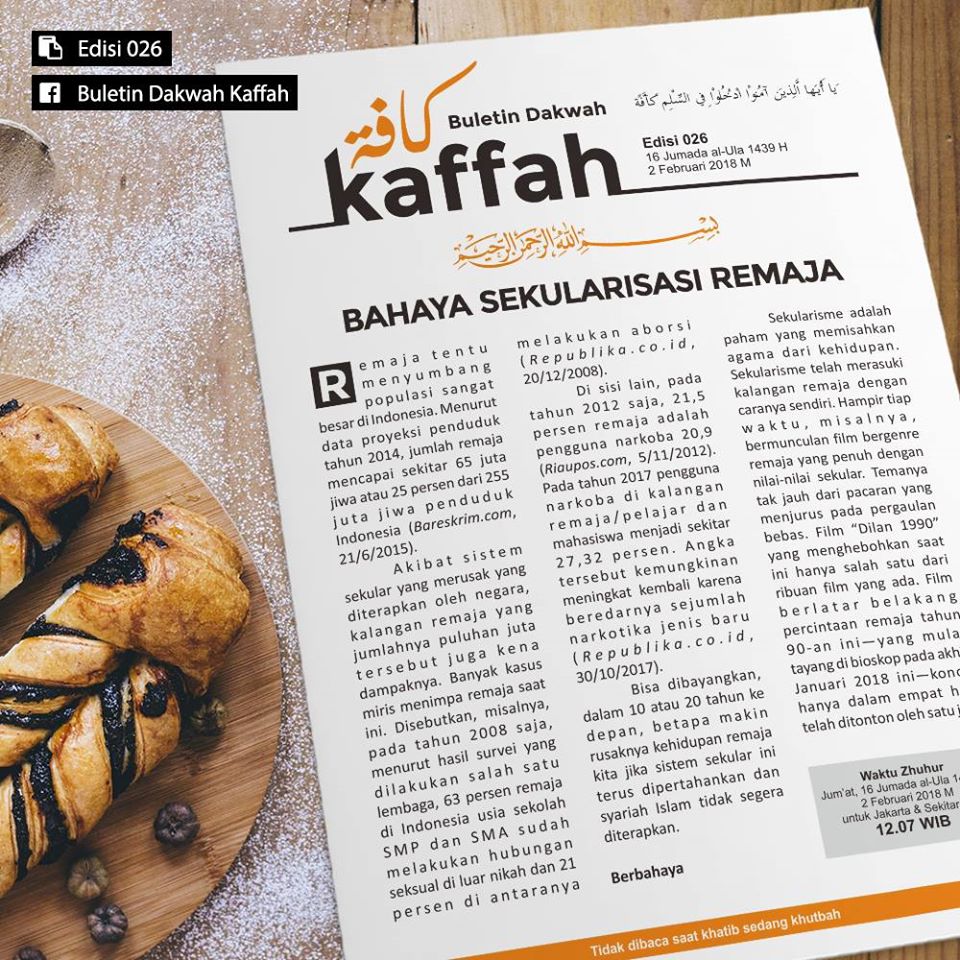 Edisi 026
Buletin Dakwah Kaffah
كافة
Buletin Dakwah
kaffah
يا أيها الذين آمنوا ادخلوا في السلم كافة
Edisi 026
16 Jumada al-Ula 1439 H
2 Februari 2018 M
بسم الله الرحمن الرحيم
BAHAYA SEKULARISASI REMAJA
Remaja tentu
menyumbang
populasi sangat
besar di Indonesia. Menurut
data proyeksi penduduk
tahun 2014, jumlah remaja
mencapai sekitar 65 juta
jiwa atau 25 persen dari 255
juta jiwa penduduk
Indonesia (Bareskrim.com,
21/6/2015).
Akibat sistem
sekular yang merusak yang
diterapkan oleh negara,
kalangan remaja yang
jumlahnya puluhan juta
tersebut juga kena
dampaknya. Banyak kasus
miris menimpa remaja saat
ini. Disebutkan, misalnya,
pada tahun 2008 saja,
menurut hasil survei yang
dilakukan salah satu
lembaga, 63 persen remaja
di Indonesia usia sekolah
SMP dan SMA sudah
melakukan hubungan
seksual di luar nikah dan 21
persen di antaranya
melakukan aborsi
(Republika.co.id,
20/12/2008).
Di sisi lain, pada
tahun 2012 saja, 21,5
persen remaja adalah
pengguna narkoba 20,9
(Riaupos.com, 5/11/2012).
Pada tahun 2017 pengguna
narkoba di kalangan
remaja/pelajar dan
mahasiswa menjadi sekitar
27,32 persen. Angka
tersebut kemungkinan
meningkat kembali karena
beredarnya sejumlah
narkotika jenis baru
(Republika.co.id,
30/10/2017).
Bisa dibayangkan,
dalam 10 atau 20 tahun ke
depan, betapa makin
rusaknya kehidupan remaja
kita jika sistem sekular ini
terus dipertahankan dan
syariah Islam tidak segera
diterapkan.
Berbahaya
Sekularisme adalah
paham yang memisahkan
agama dari kehidupan.
Sekularisme telah merasuki
kalangan remaja dengan
caranya sendiri. Hampir tiap
waktu, misalnya,
bermunculan film bergenre
remaja yang penuh dengan
nilai-nilai sekular. Temanya
tak jauh dari pacaran yang
menjurus pada pergaulan
bebas. Film “Dilan 1990”
yang menghebohkan saat
ini hanya salah satu dari
ribuan film yang ada. Film
berlatar belakang
percintaan remaja tahun
90-an ini—yang mula
tayang di bioskop pada akh
Januari 2018 ini—kono
hanya dalam empat h
telah ditonton oleh satu j
Waktu Zhuhur
Jum’at, 16 Jumada al-Ula 14
2 Februari 2018 M
untuk Jakarta & Sekitar
12.07 WIB
Tidak dibaca saat khatib sedang khutbah